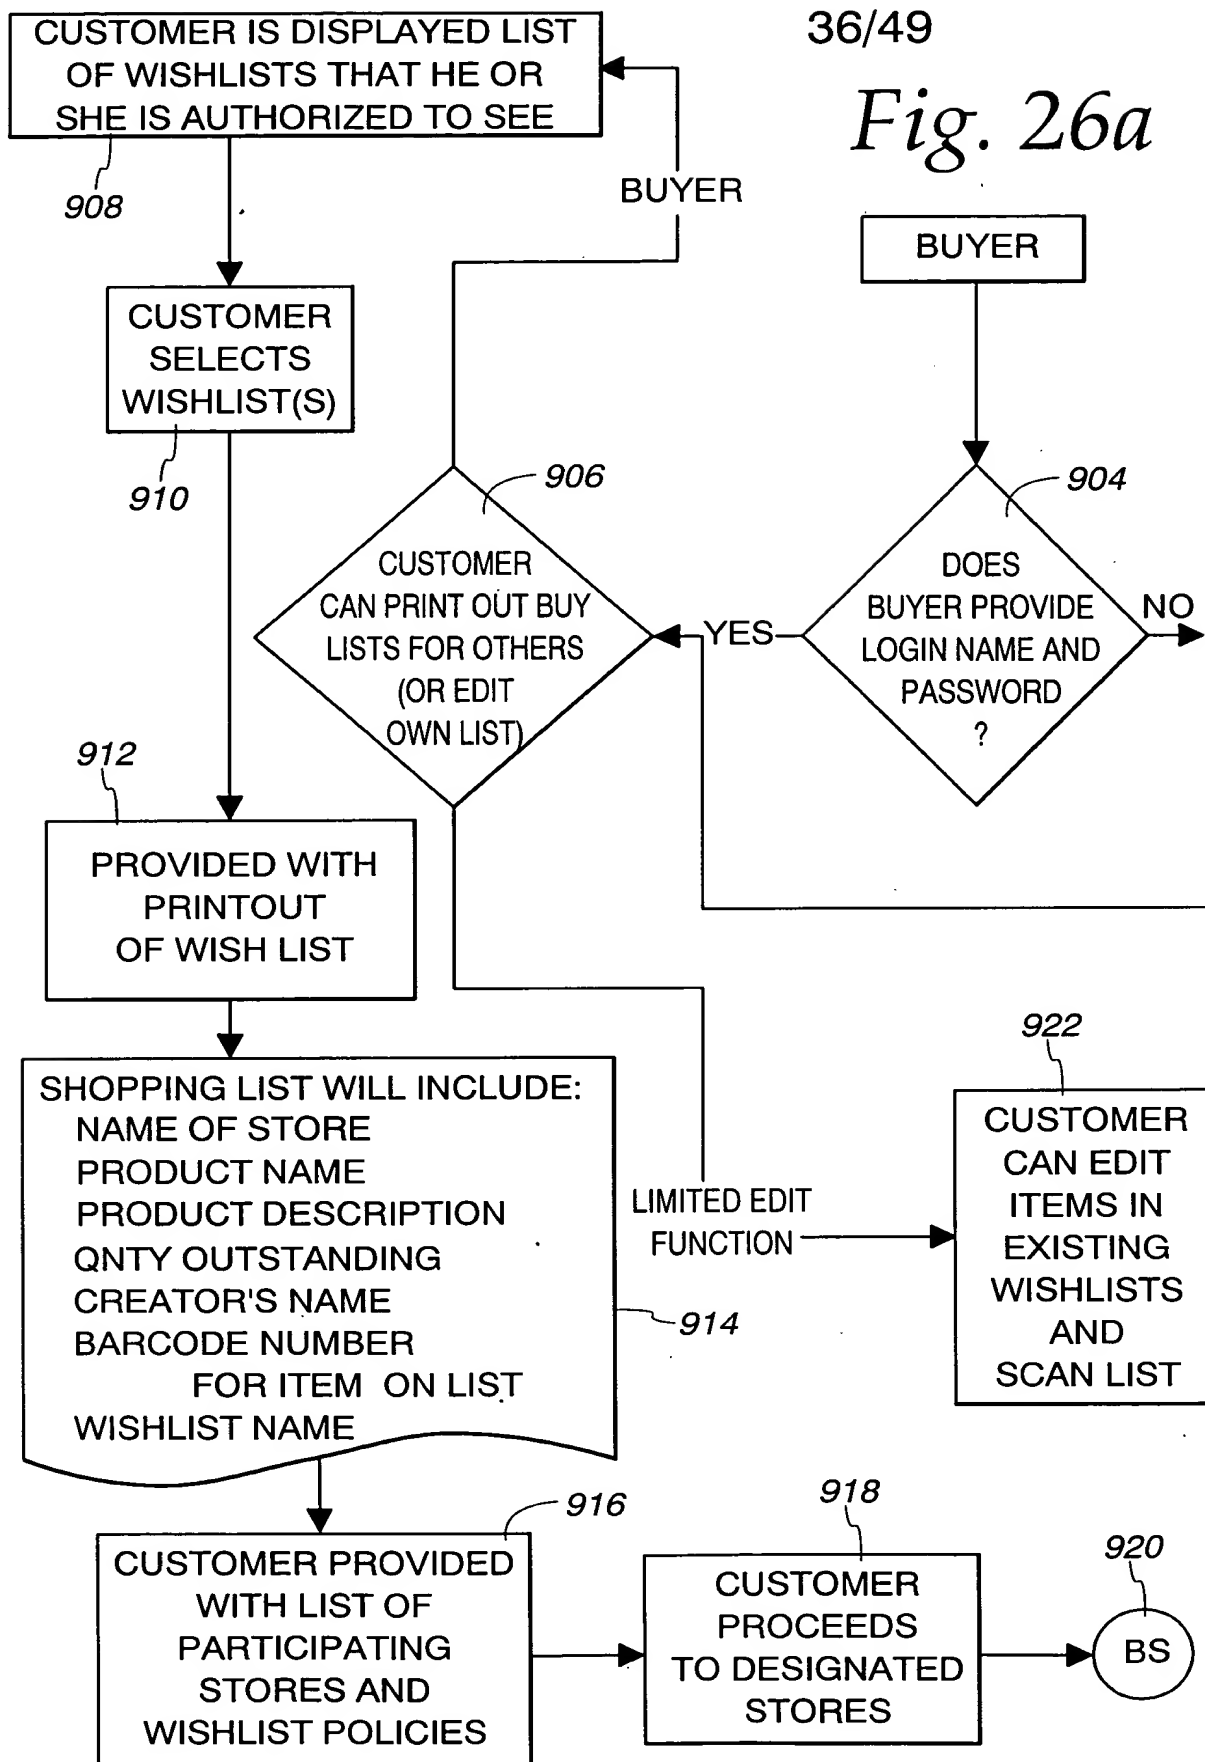 36/49
Fig. 26a
CUSTOMER IS DISPLAYED LIST
OF WISHLISTS THAT HE OR
SHE IS AUTHORIZED TO SEE
908
BUYER
BUYER
CUSTOMER
SELECTS
WISHLIST(S)
910
906
CUSTOMER
CAN PRINT OUT BUY
LISTS FOR OTHERS
(OR EDIT
OWN LIST)
904
DOES
BUYER PROVIDE
LOGIN NAME AND
PASSWORD
?
YES
NO
912
PROVIDED WITH
PRINTOUT
OF WISH LIST
SHOPPING LIST WILL INCLUDE:
NAME OF STORE
PRODUCT NAME
PRODUCT DESCRIPTION
QNTY OUTSTANDING
CREATOR'S NAME
BARCODE NUMBER
FOR ITEM ON LIST
WISHLIST NAME
914
LIMITED EDIT
FUNCTION
922
CUSTOMER
CAN EDIT
ITEMS IN
EXISTING
WISHLISTS
AND
SCAN LIST
916
CUSTOMER PROVIDED
WITH LIST OF
PARTICIPATING
STORES AND
WISHLIST POLICIES
918
CUSTOMER
PROCEEDS
TO DESIGNATED
STORES
920
BS